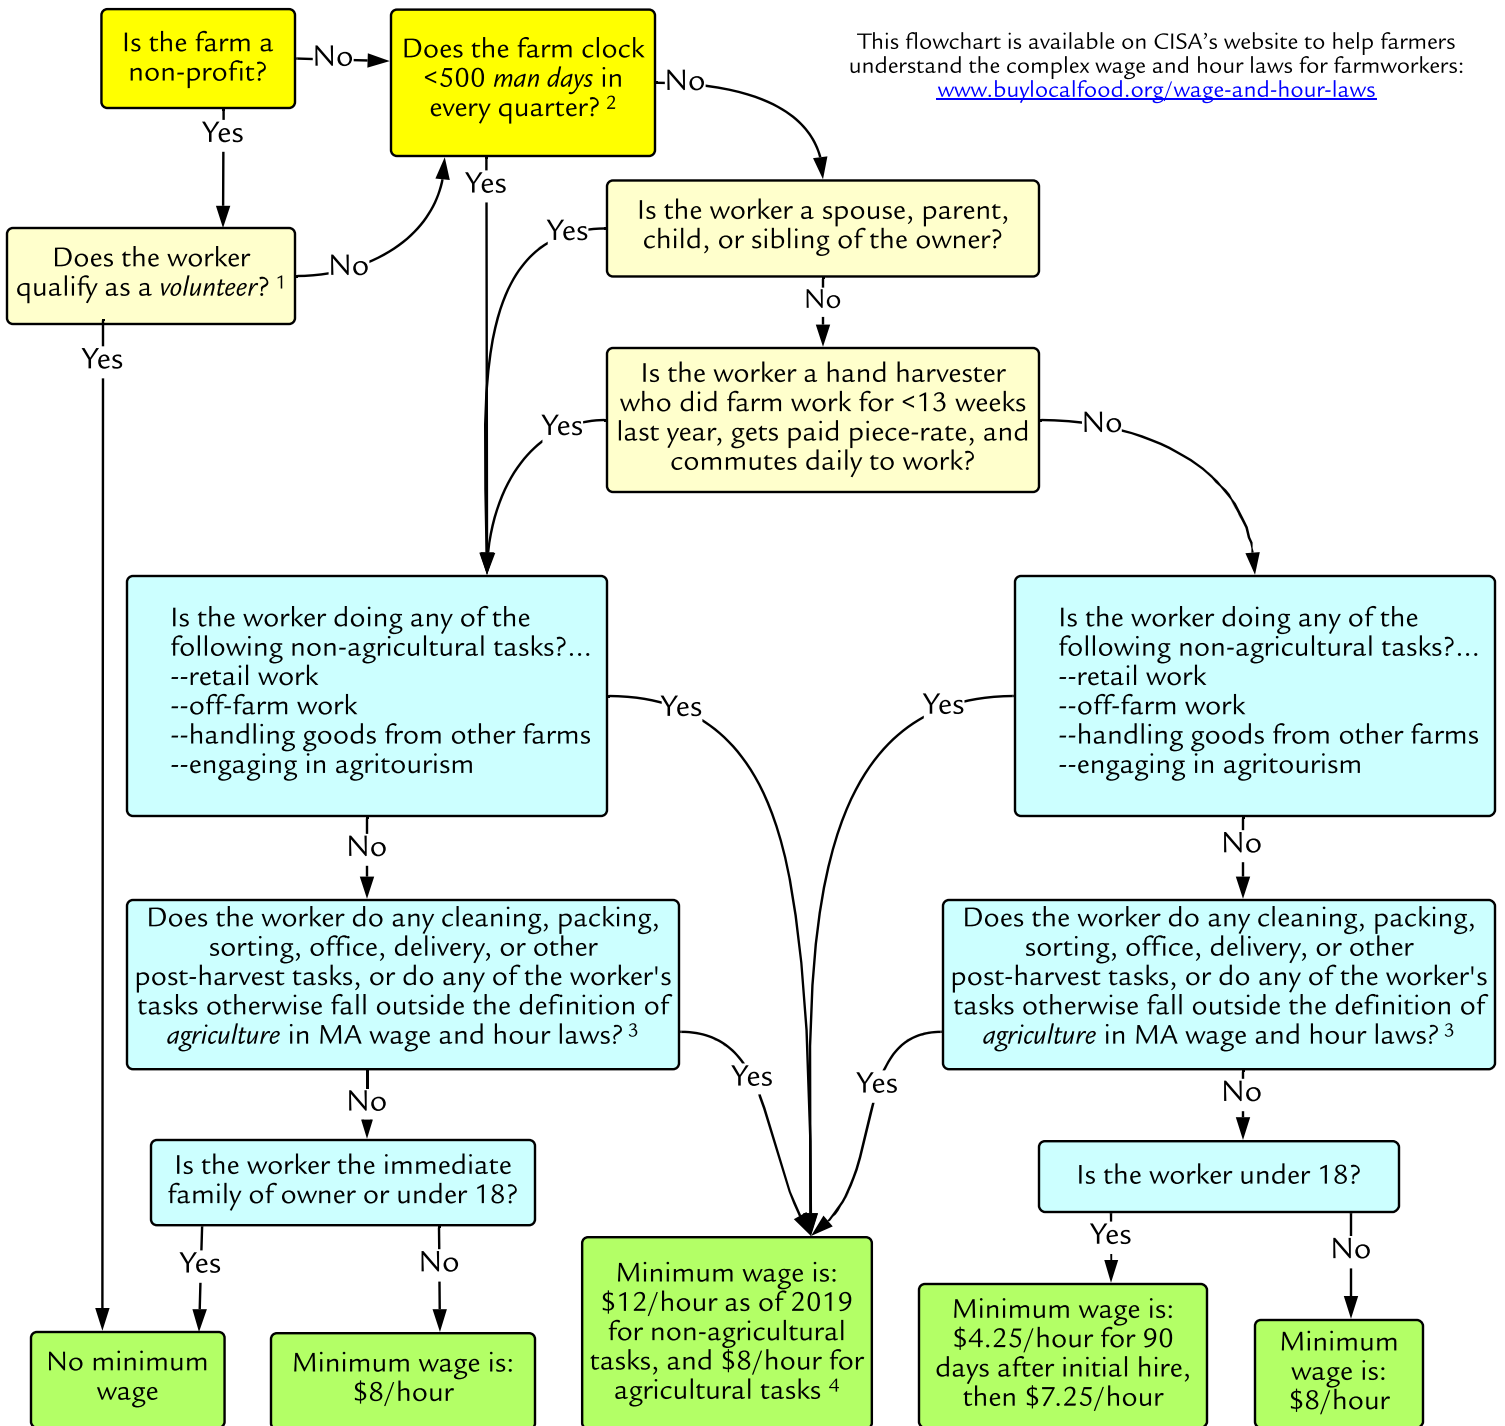 Is the farm a
non-profit?
No
Does the farm clock
<500 man days in
every quarter? 2
No
This flowchart is available on CISA's website to help farmers
understand the complex wage and hour laws for farmworkers:
www.buylocalfood.org/wage-and-hour-laws
Yes
Yes
Does the worker
qualify as a volunteer? 1
No
Yes
Is the worker a spouse, parent,
child, or sibling of the owner?
Yes
No
Is the worker a hand harvester
who did farm work for <13 weeks
last year, gets paid piece-rate, and
commutes daily to work?
Yes
No
Is the worker doing any of the
following non-agricultural tasks?...
--retail work
--off-farm work
--handling goods from other farms
--engaging in agritourism
Yes
Yes
Is the worker doing any of the
following non-agricultural tasks?...
--retail work
--off-farm work
--handling goods from other farms
--engaging in agritourism
No
No
Does the worker do any cleaning, packing,
sorting, office, delivery, or other
post-harvest tasks, or do any of the worker's
tasks otherwise fall outside the definition of
agriculture in MA wage and hour laws? 3
Yes
Yes
Does the worker do any cleaning, packing,
sorting, office, delivery, or other
post-harvest tasks, or do any of the worker's
tasks otherwise fall outside the definition of
agriculture in MA wage and hour laws? 3
No
No
Is the worker the immediate
family of owner or under 18?
Is the worker under 18?
Yes
No
Yes
No
No minimum
wage
Minimum wage is:
$8/hour
Minimum wage is:
$12/hour as of 2019
for non-agricultural
tasks, and $8/hour for
agricultural tasks 4
Minimum wage is:
$4.25/hour for 90
days after initial hire,
then $7.25/hour
Minimum
wage is:
$8/hour